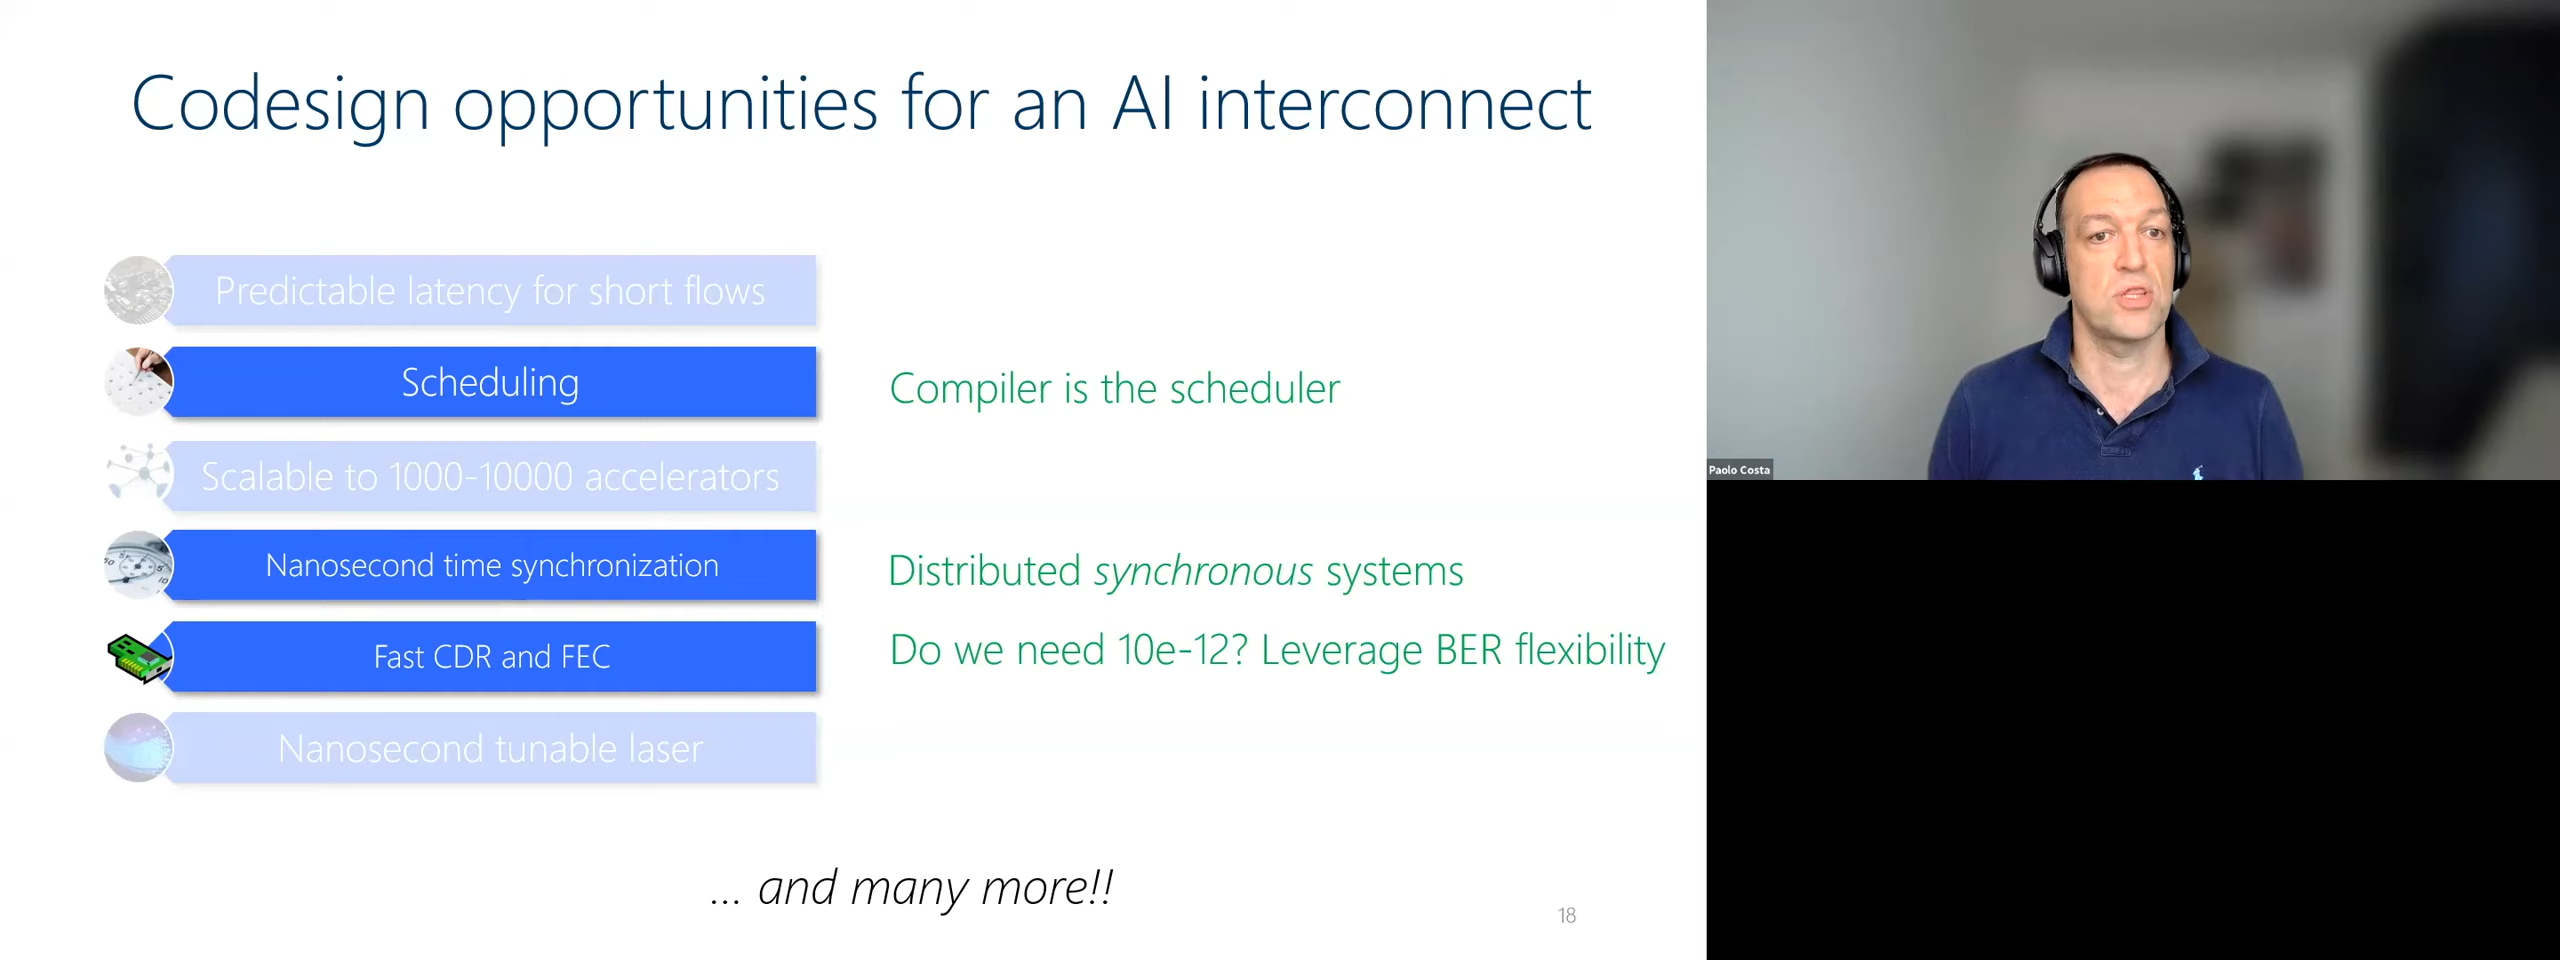 Codesign opportunities for an AI interconnect
Predictable latency for short flows
Scheduling
Compiler is the scheduler
Scalable to 1000-10000 accelerators
Nanosecond time synchronization
Distributed synchronous systems
Fast CDR and FEC
Do we need 10e-12? Leverage BER flexibility
Nanosecond tunable laser
... and many more!!
18
Paolo Costa